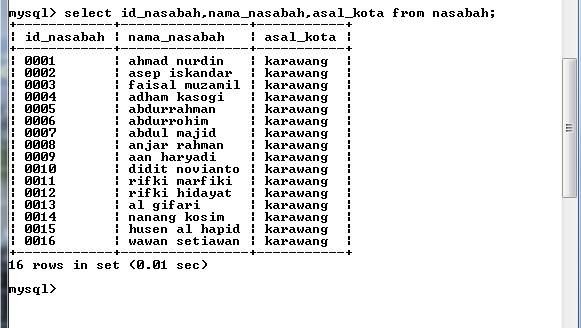 mysql> select id_nasabah,nama_nasabah,asal_kota from nasabah;
+------------+----------------+-----------+
| id_nasabah | nama_nasabah | asal_kota |
+------------+----------------+-----------+
| 0001 | ahmad nurdin | karawang |
| 0002 | asep iskandar | karawang |
| 0003 | faisal muzamil | karawang |
| 0004 | adham kasogi | karawang |
| 0005 | abdurrahman | karawang |
| 0006 | abdurrohim | karawang |
| 0007 | abdul majid | karawang |
| 0008 | anjar rahman | karawang |
| 0009 | aan haryadi | karawang |
| 0010 | didit novianto | karawang |
| 0011 | rifki marfiki | karawang |
| 0012 | rifki hidayat | karawang |
| 0013 | al gifari | karawang |
| 0014 | nanang kosim | karawang |
| 0015 | husen al hapid | karawang |
| 0016 | wawan setiawan | karawang |
+------------+----------------+-----------+
16 rows in set (0.01 sec)
mysql>